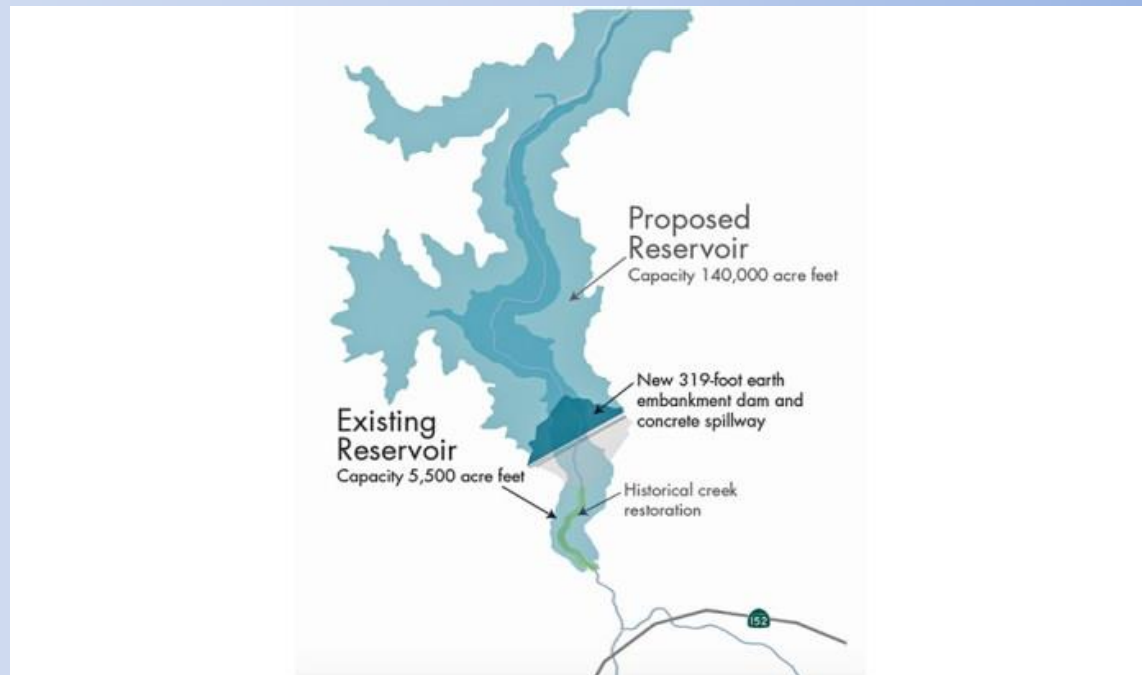 Proposed
Reservoir
Capacity 140,000 acre feet
New 319-foot earth
embankment dam and
concrete spillway
Existing
Reservoir
Capacity 5,500 acre feet
Historical creek
restoration
152